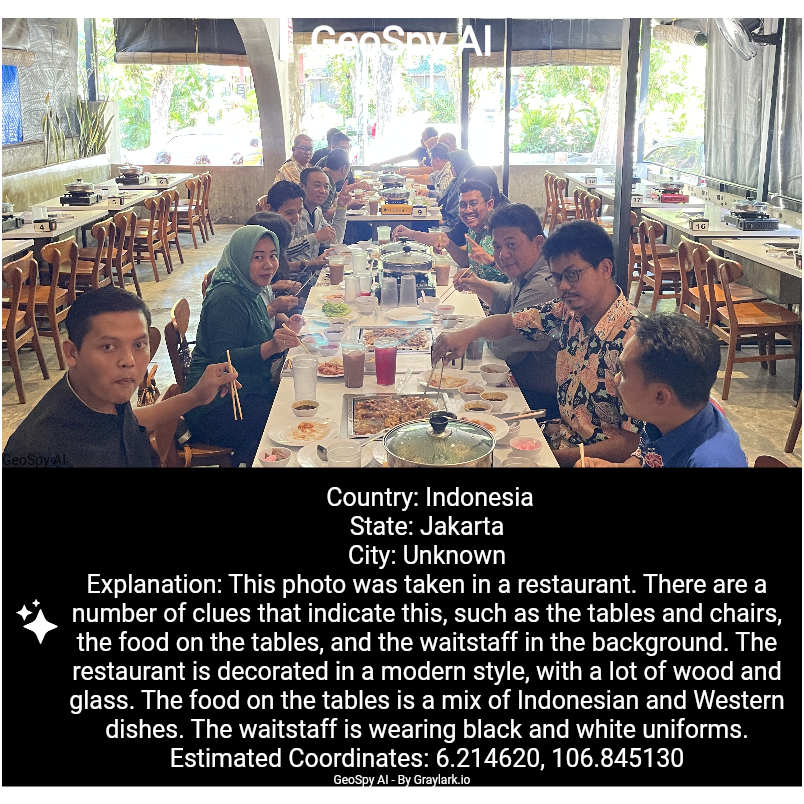 GeoSpy AI
4
16
GeoSpy AI
Country: Indonesia
State: Jakarta
City: Unknown
Explanation: This photo was taken in a restaurant. There are a
number of clues that indicate this, such as the tables and chairs,
the food on the tables, and the waitstaff in the background. The
restaurant is decorated in a modern style, with a lot of wood and
glass. The food on the tables is a mix of Indonesian and Western
dishes. The waitstaff is wearing black and white uniforms.
Estimated Coordinates: 6.214620, 106.845130
GeoSpy AI - By Graylark.io